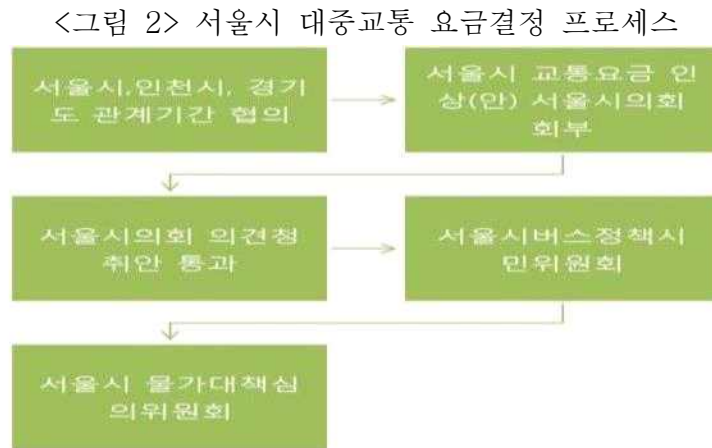 <그림 2> 서울시 대중교통 요금결정 프로세스
서울시,인천시, 경기
도 관계기간 협의
서울시 교통요금 인
상(안) 서울시의회
회부
서울시의회 의견청
취안 통과
서울시버스정책시
민위원회
서울시 물가대책심
의위원회